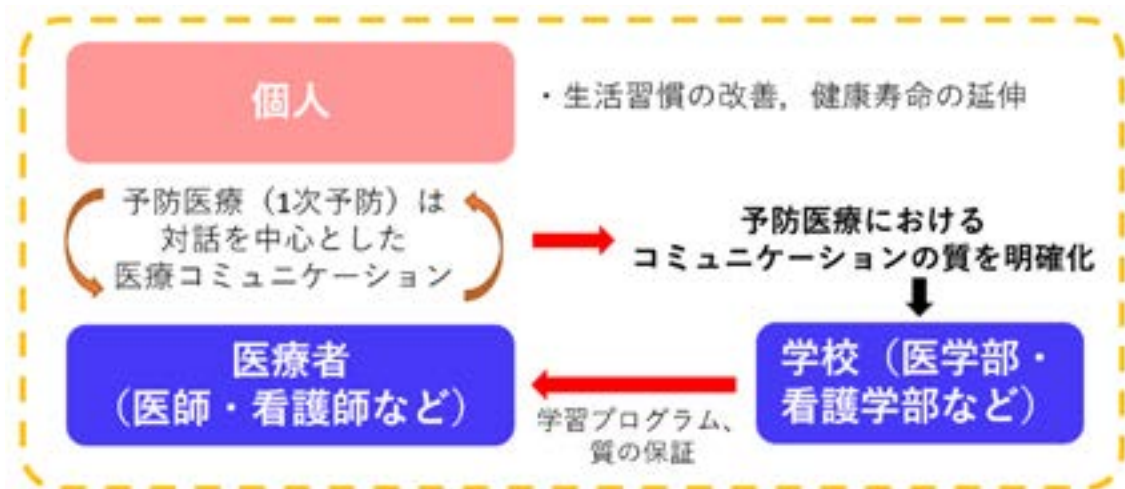 個人
・生活習慣の改善，健康寿命の延伸
予防医療（1次予防）は
対話を中心とした
医療コミュニケーション
予防医療における
コミュニケーションの質を明確化
医療者
（医師・看護師など）
学習プログラム、
質の保証
学校（医学部・
看護学部など）